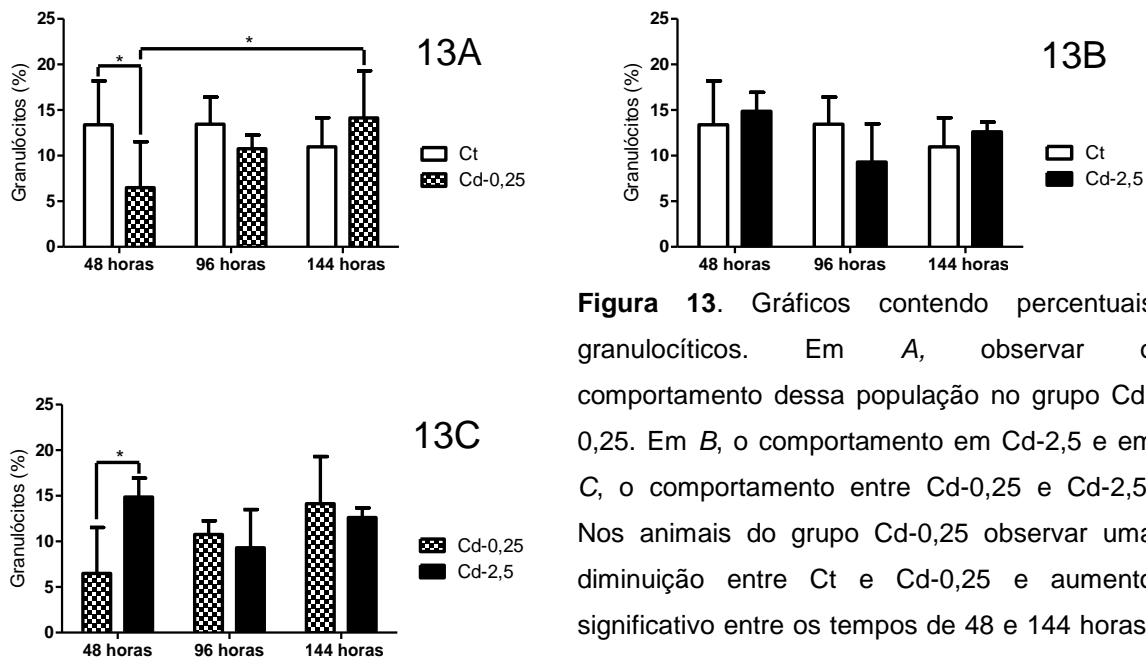 25
20
15
10
5
0
Granulócitos (%)
*
*
13A
Ct
Cd-0,25
48 horas 96 horas 144 horas
25
20
15
10
5
0
Granulócitos (%)
13B
Ct
Cd-2,5
48 horas 96 horas 144 horas
25
20
15
10
5
0
Granulócitos (%)
*
13C
Cd-0,25
Cd-2,5
48 horas 96 horas 144 horas
Figura 13. Gráficos contendo percentuais
granulocíticos. Em A, observar
comportamento dessa população no grupo Cd
0,25. Em B, o comportamento em Cd-2,5 e em
C, o comportamento entre Cd-0,25 e Cd-2,5
Nos animais do grupo Cd-0,25 observar uma
diminuição entre Ct e Cd-0,25 e aumento
significativo entre os tempos de 48 e 144 horas